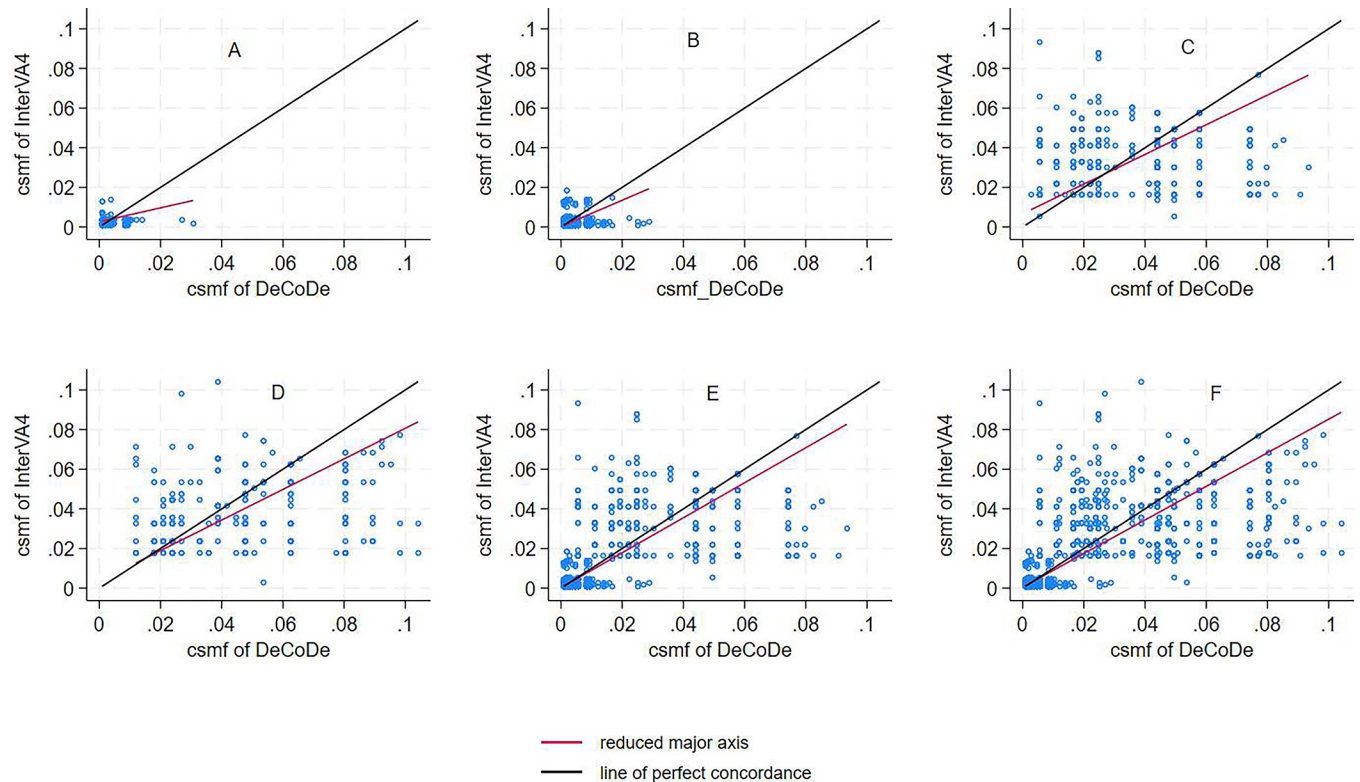 A
csmf of InterVA4
.1
.08
.06
.04
.02
0
0 .02 .04 .06 .08 .1
csmf of DeCoDe
B
csmf of InterVA4
.1
.08
.06
.04
.02
0
0 .02 .04 .06 .08 .1
csmf_DeCoDe
C
csmf of InterVA4
.1
.08
.06
.04
.02
0
0 .02 .04 .06 .08 .1
csmf of DeCoDe
D
csmf of InterVA4
.1
.08
.06
.04
.02
0
0 .02 .04 .06 .08 .1
csmf of DeCoDe
E
csmf of InterVA4
.1
.08
.06
.04
.02
0
0 .02 .04 .06 .08 .1
csmf of DeCoDe
F
csmf of InterVA4
.1
.08
.06
.04
.02
0
0 .02 .04 .06 .08 .1
csmf of DeCoDe
reduced major axis
line of perfect concordance